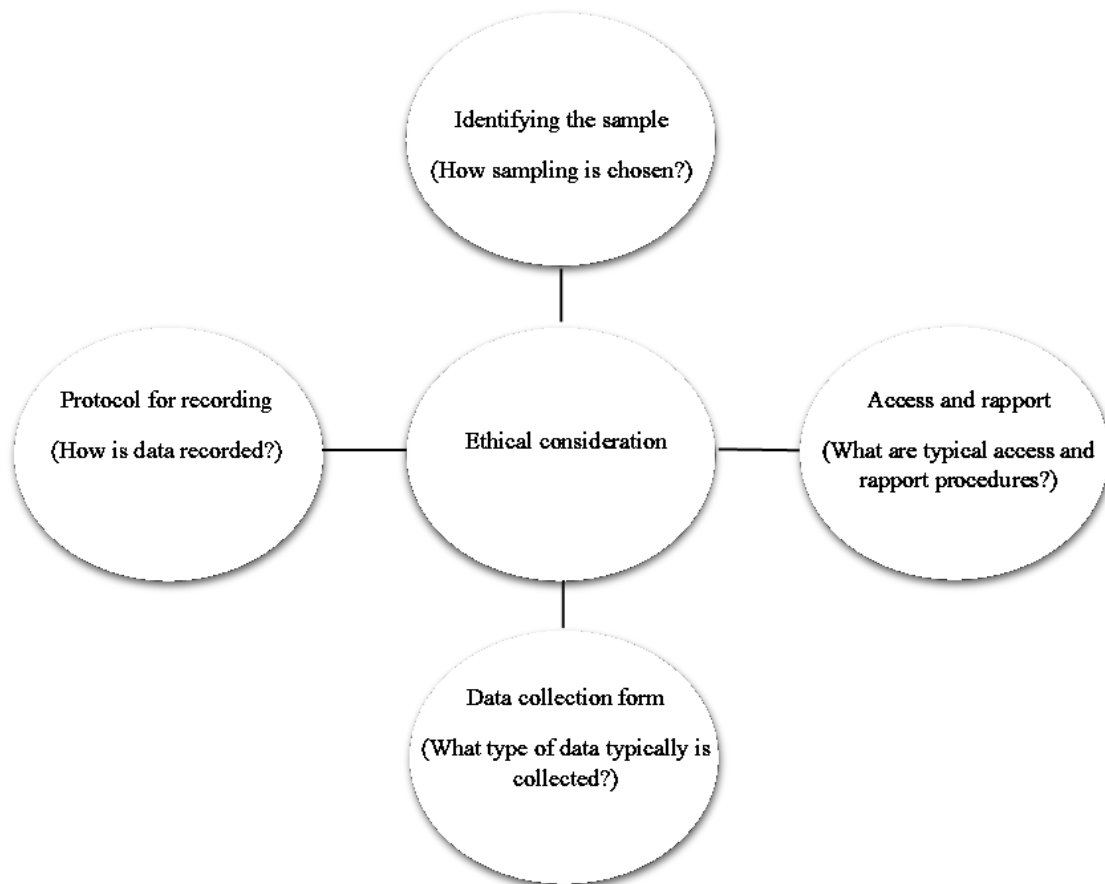 Identifying the sample
(How sampling is chosen?)
Protocol for recording
(How is data recorded?)
Ethical consideration
Access and rapport
(What are typical access and
rapport procedures?)
Data collection form
(What type of data typically is
collected?)